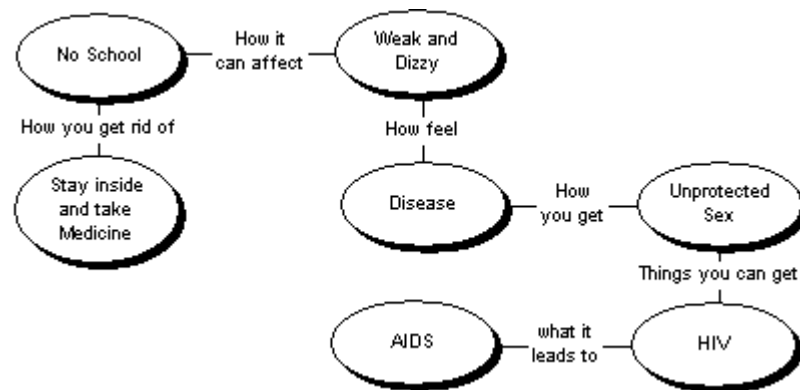 No School
How it
can affect
Weak and
Dizzy
How you get rid of
How feel
Stay inside
and take
Medicine
Disease
How
you get
Unprotected
Sex
Things you can get
AIDS
what it
leads to
HIV